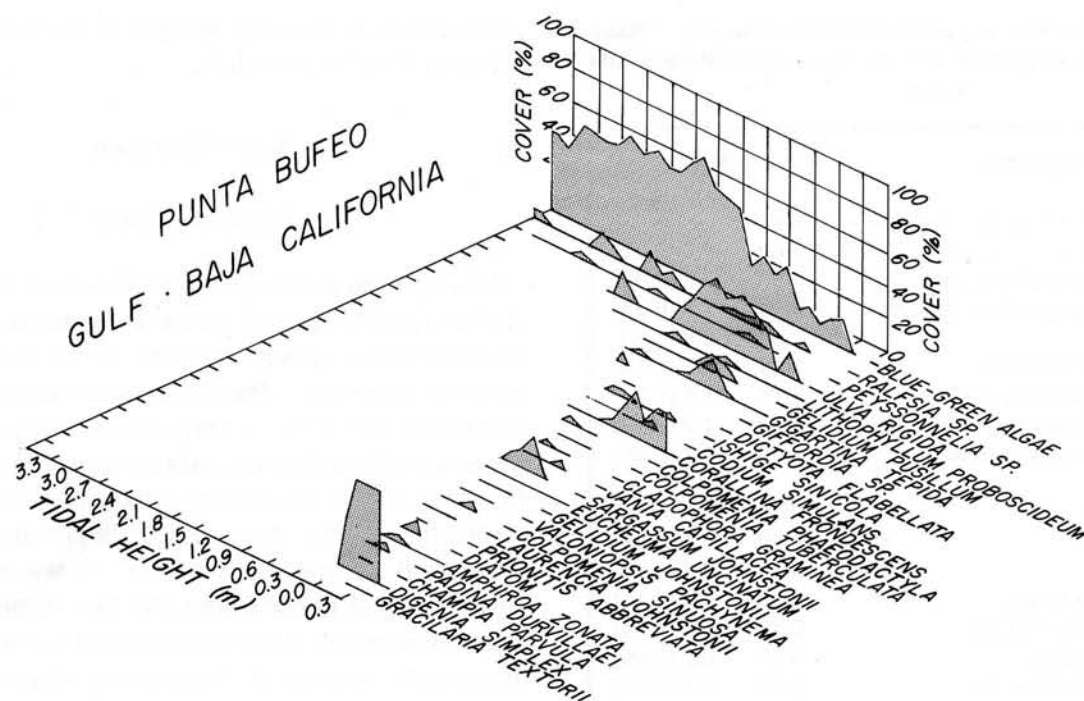 PUNTA BUFEO
GULF · BAJA CALIFORNIA
COVER (%)
100
80
60
40
100
80
60
40
20
0
COVER (%)
3.3
3.0
2.7
2.4
2.1
1.8
1.5
1.2
0.9
0.6
0.3
0.0
0.3
TIDAL HEIGHT (m)
BLUE GREEN ALGAE
RALFSIA SP.
PEYSSONNELIA SP.
ULVA RIGIDA
LITHOPHYLLUM PROBOSCIDEUM
GELIDIUM PUSILLUM
GIGARTINA TEPIDA
GIFFORDIA SP.
DICTYOTA FLABELLATA
ISHIGE SINICOLA
CODIUM SIMULANS
CORALLINA FRONDESCENS
COLPOMENIA PHAEODACTYLA
COLPOMENIA TUBERCULATA
CLADOPHORA GRAMINEA
JANIA CAPILLACEA
SARGASSUM JOHNSTONII
EUCHEUMA UNCINATUM
GELIDIUM JOHNSTONII
VALONIOPSIS PACHYNEMA
COLPOMENIA SINUOSA
LAURENCIA JOHNSTONII
PRIONITIS ABBREVIATA
DIATOM
AMPHIROA ZONATA
PADINA DURVILLAEI
CHAMPIA PARVULA
DIGENIA SIMPLEX
GRACILARIA TEXTORII